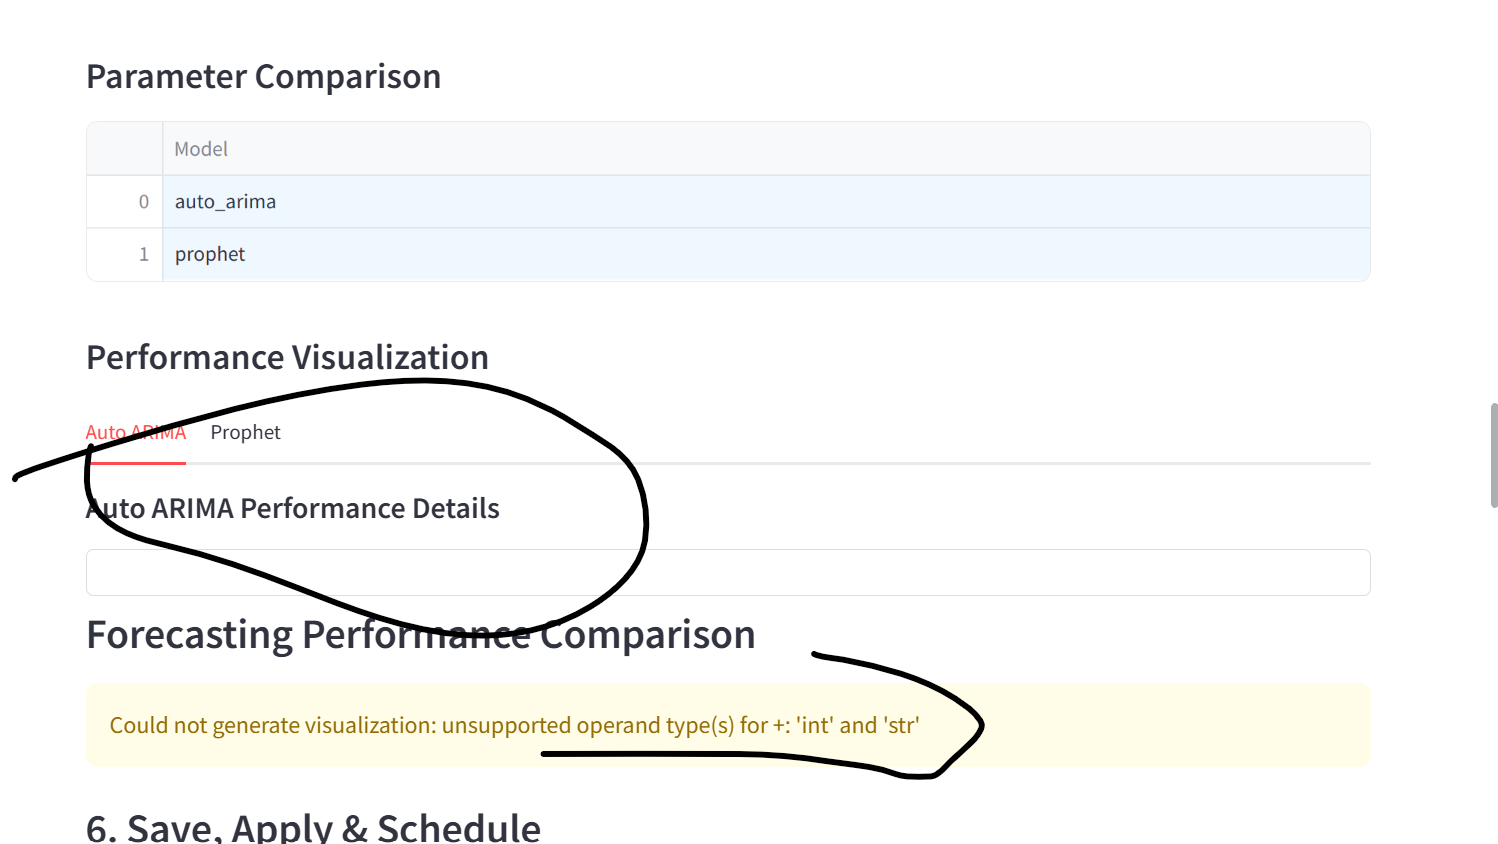 Parameter Comparison
Model
0 auto_arima
1 prophet
Performance Visualization
Auto ARIMA Prophet
Auto ARIMA Performance Details
Forecasting Performance Comparison
Could not generate visualization: unsupported operand type(s) for +: 'int' and 'str'
6. Save, Apply & Schedule